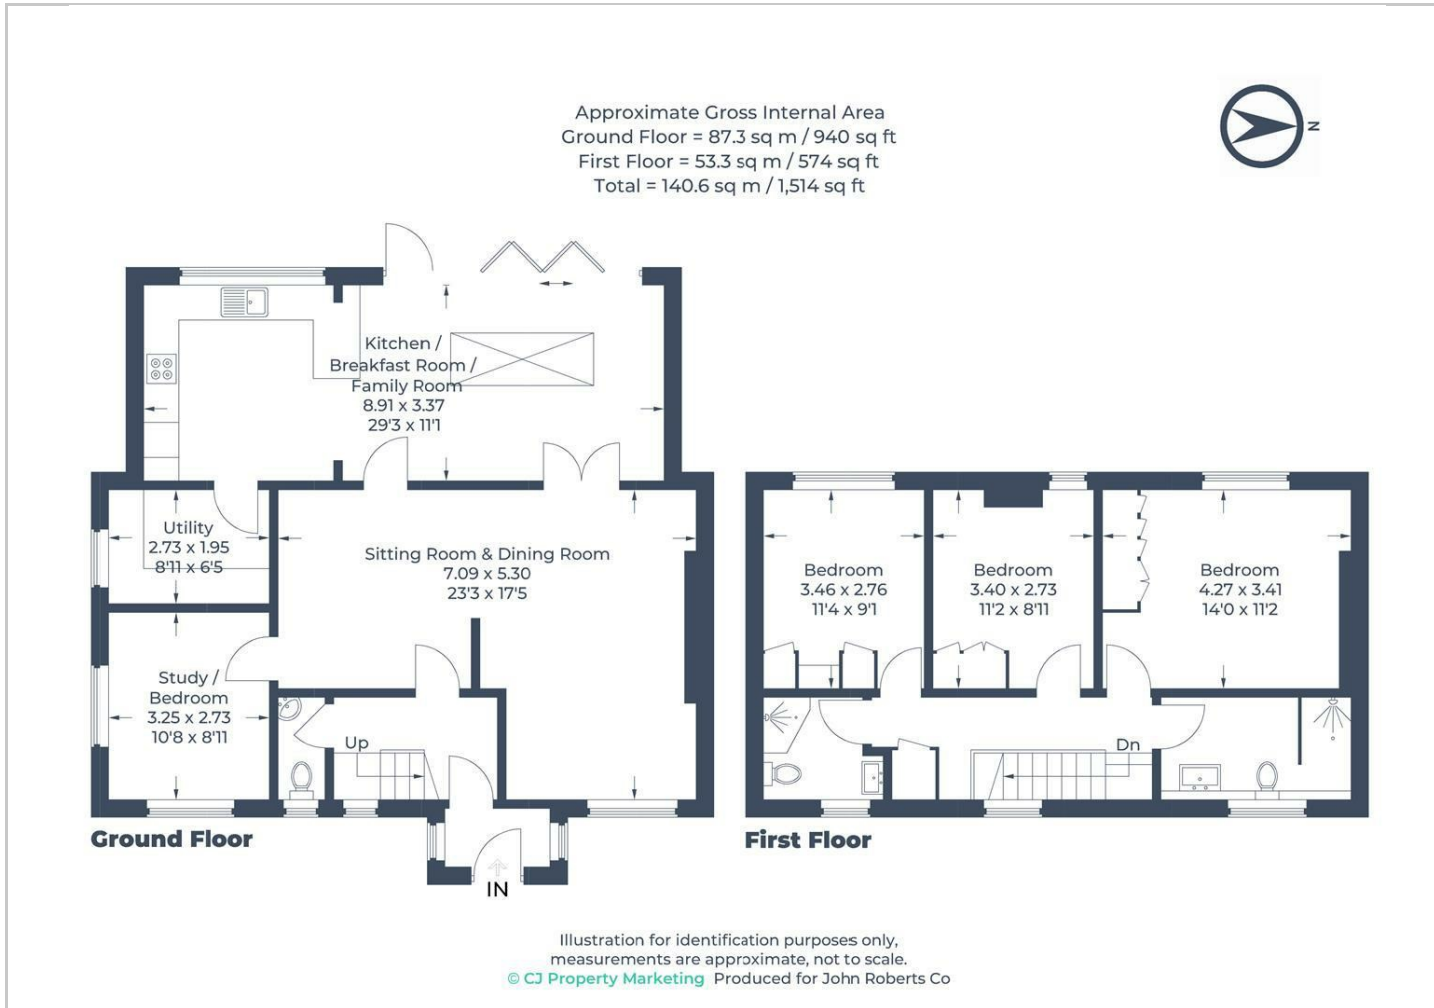 Approximate Gross Internal Area
Ground Floor = 87.3 sq m / 940 sq ft
First Floor = 53.3 sq m / 574 sq ft
Total = 140.6 sq m / 1,514 sq ft
N
Kitchen /
Breakfast Room /
Family Room
8.91 x 3.37
29'3 x 11'1
Utility
2.73 x 1.95
8'11 x 6'5
Sitting Room & Dining Room
7.09 x 5.30
23'3 x 17'5
Study /
Bedroom
3.25 x 2.73
10'8 x 8'11
Up
IN
Ground Floor
Bedroom
3.46 x 2.76
11'4 x 9'1
Bedroom
3.40 x 2.73
11'2 x 8'11
Bedroom
4.27 x 3.41
14'0 x 11'2
Dn
First Floor
Illustration for identification purposes only,
measurements are approximate, not to scale.
© CJ Property Marketing Produced for John Roberts Co